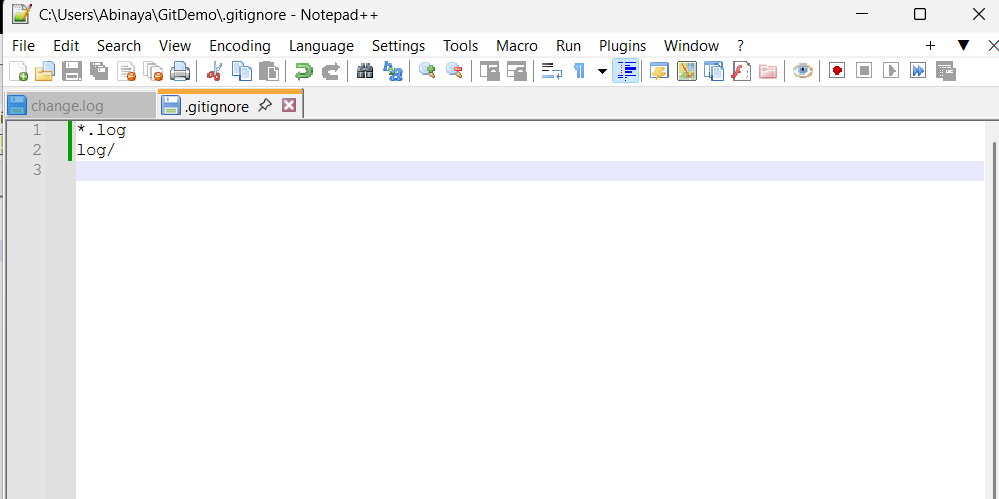 C:\Users\Abinaya\GitDemo\.gitignore - Notepad++
File Edit Search View Encoding Language Settings Tools Macro Run Plugins Window ?
change.log .gitignore
1 *.log
2 log/
3